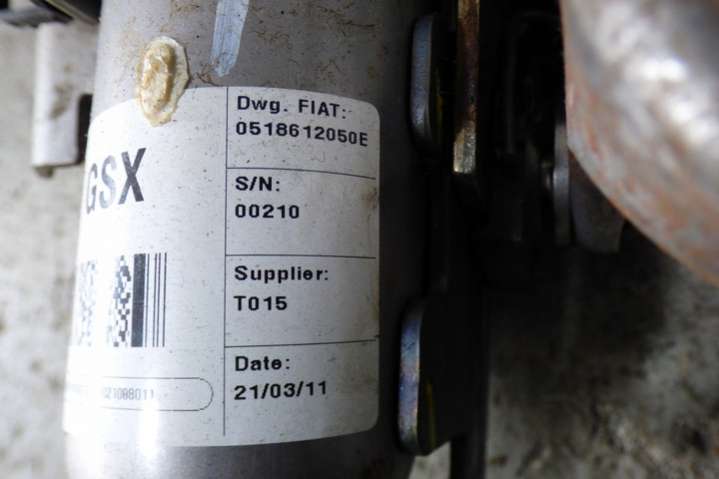 GSX
Dwg. FIAT:
0518612050E
S/N:
00210
Supplier:
T015
Date:
21/03/11